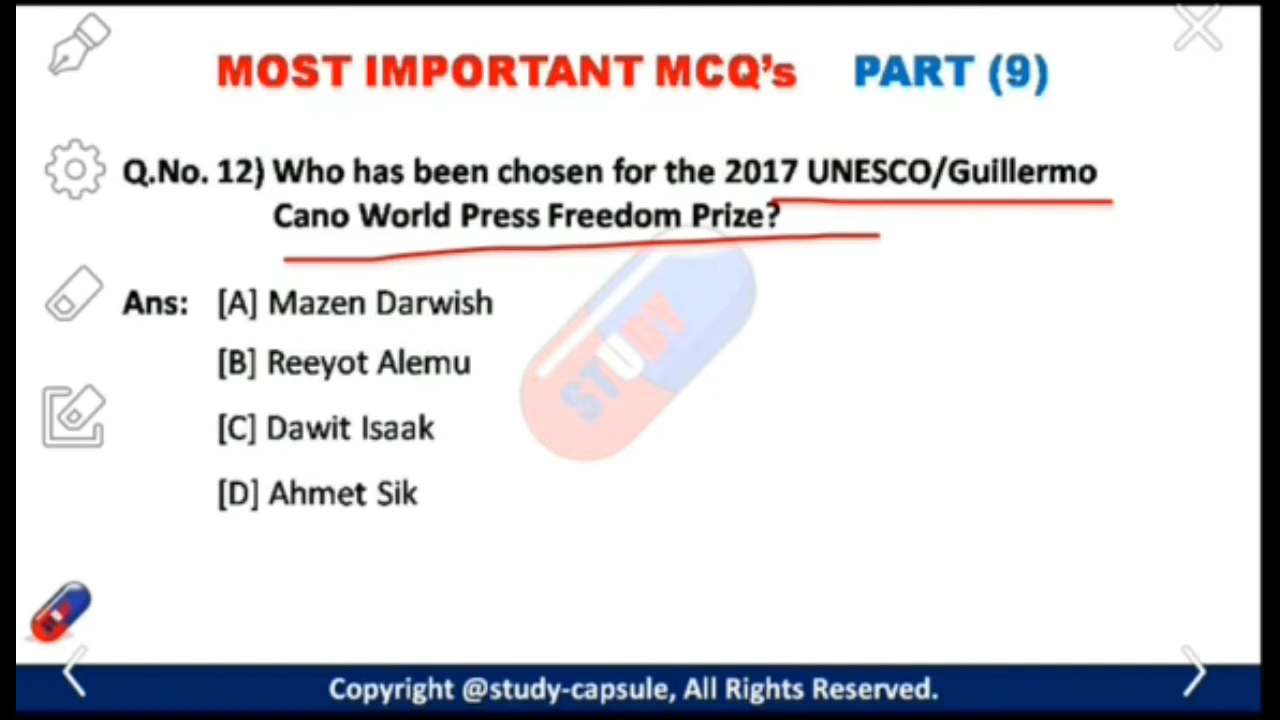 MOST IMPORTANT MCQ's PART (9)
Q.No. 12) Who has been chosen for the 2017 UNESCO/Guillermo
Cano World Press Freedom Prize?
Ans: [A] Mazen Darwish
[B] Reeyot Alemu
[C] Dawit Isaak
[D] Ahmet Sik
STUDY
Copyright @study-capsule, All Rights Reserved.